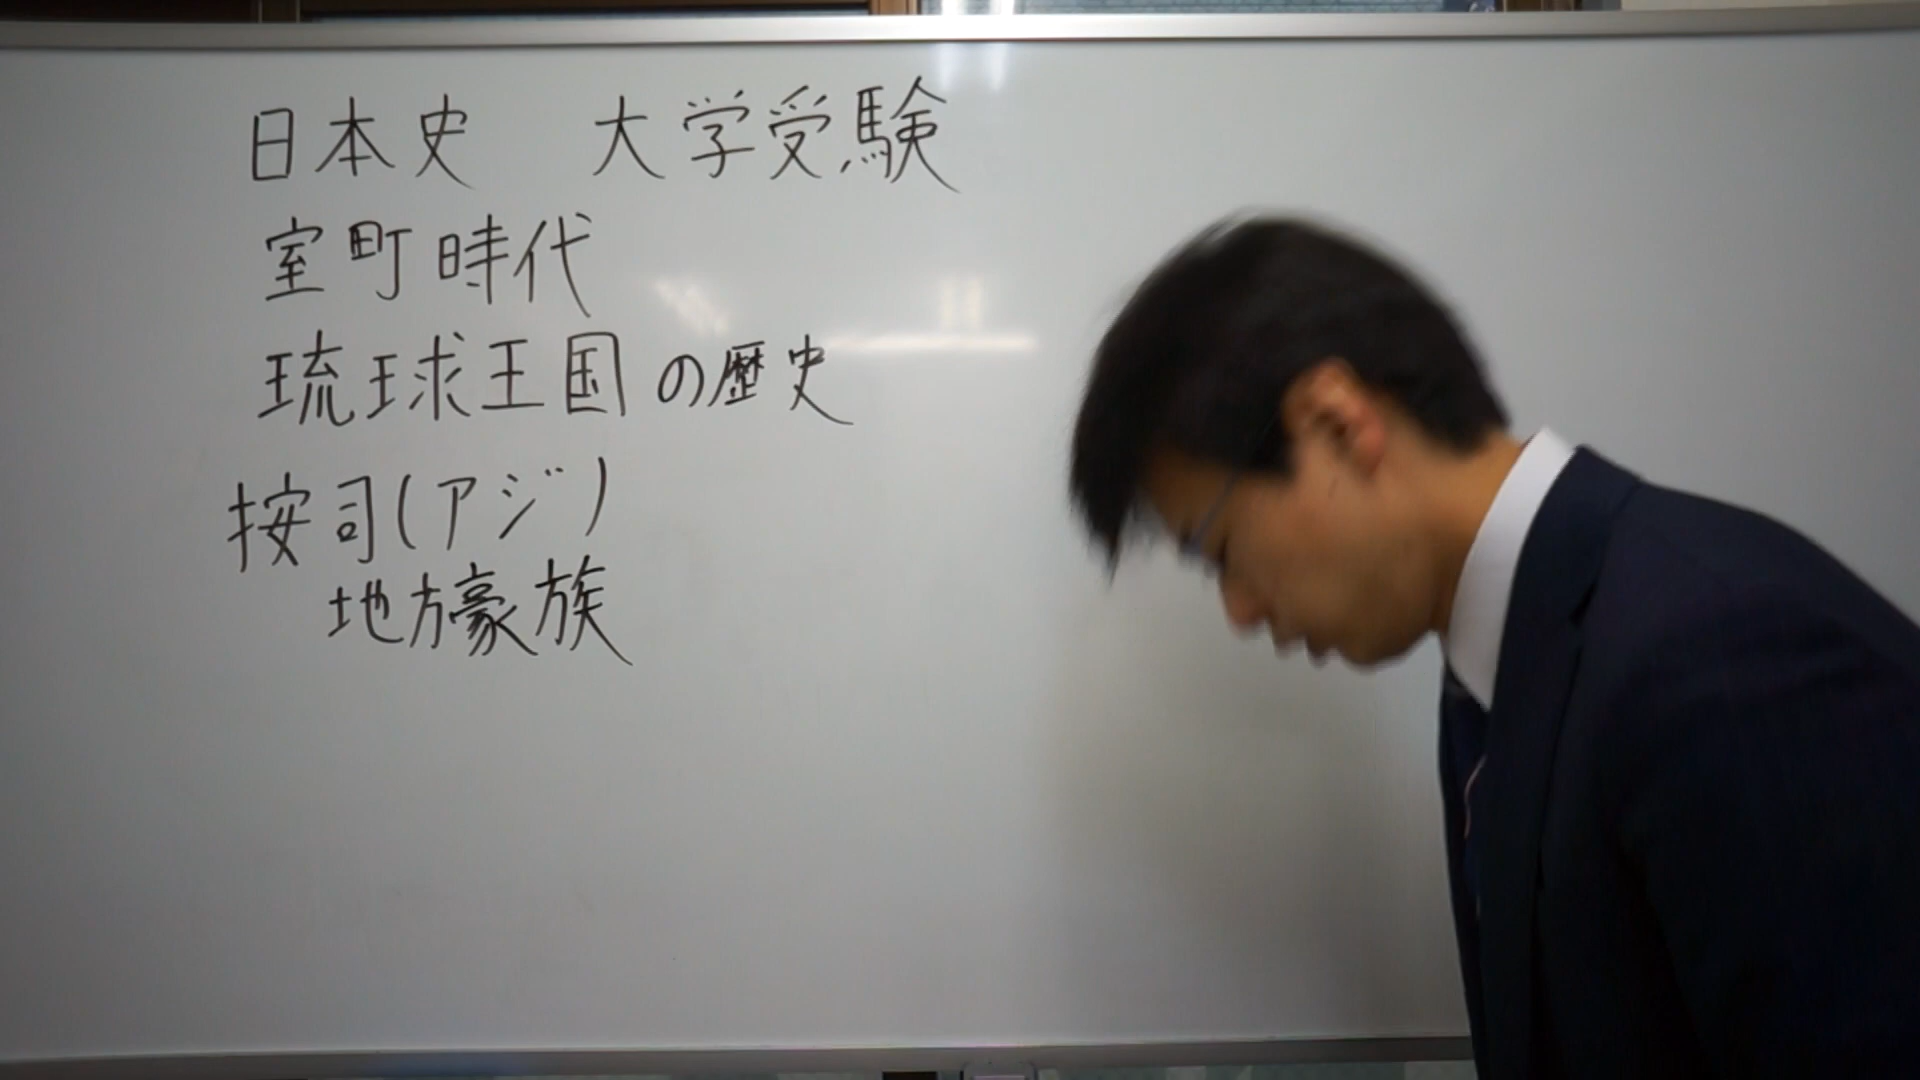 日本史　大学受験
室町時代
琉球王国の歴史
按司(アジ)
地方豪族